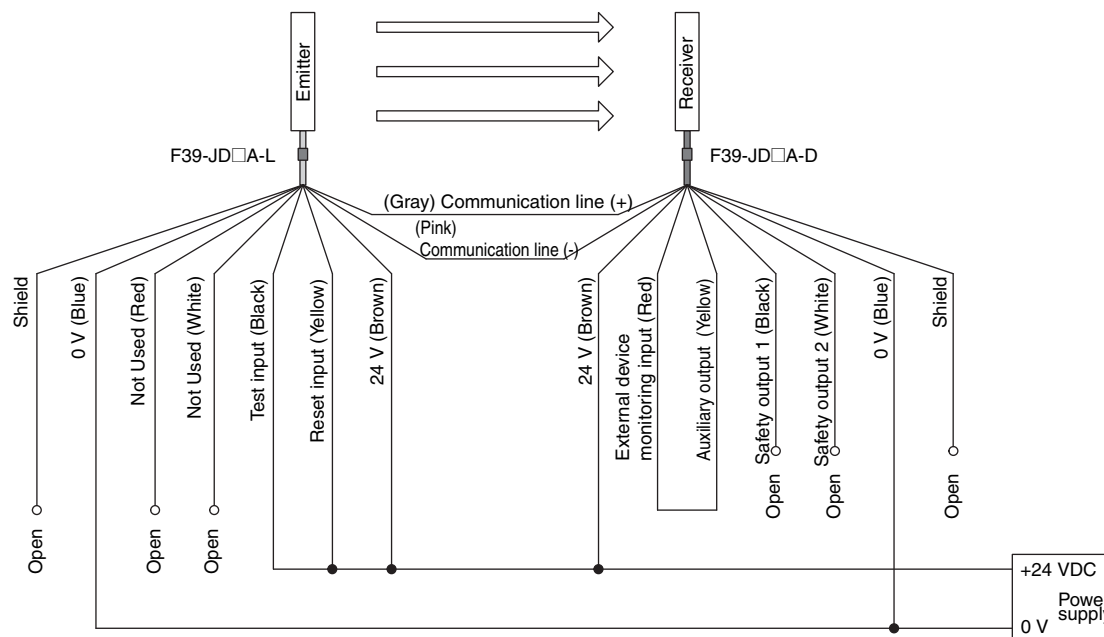 Emitter
Receiver
F39-JD□A-L
F39-JD□A-D
(Gray) Communication line (+)
(Pink)
Communication line (-)
Shield
0 V (Blue)
Not Used (Red)
Not Used (White)
Test input (Black)
Reset input (Yellow)
24 V (Brown)
24 V (Brown)
External device
monitoring input (Red)
Auxiliary output (Yellow)
Safety output 1 (Black)
Safety output 2 (White)
0 V (Blue)
Shield
Open
Open
Open
Open
Open
Open
+24 VDC
Power
supply
0 V